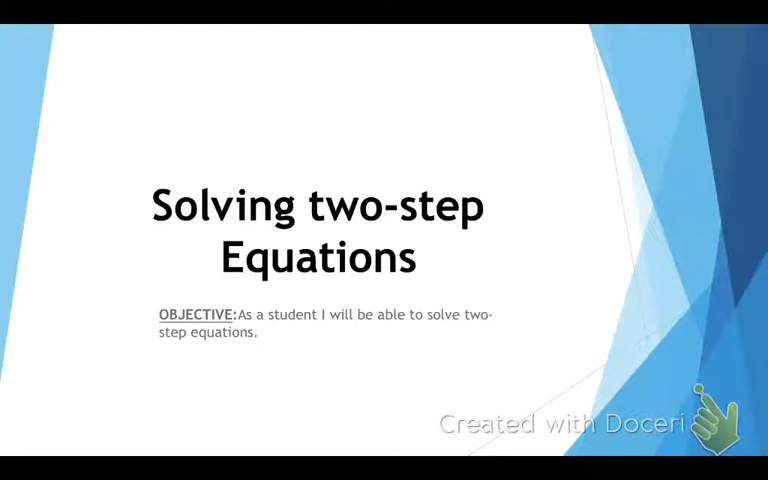 Solving two-step
Equations
OBJECTIVE:As a student I will be able to solve two-
step equations.
Created with Doceri